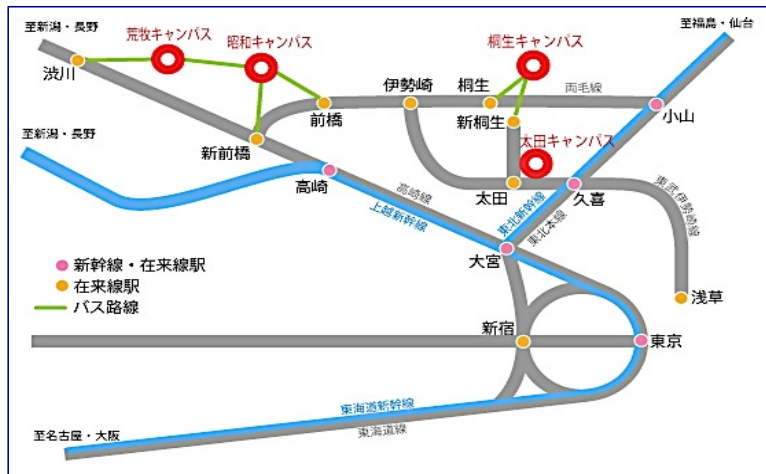 至新潟・長野
荒牧キャンパス
昭和キャンパス
桐生キャンパス
至福島・仙台
渋川
伊勢崎
桐生
両毛線
小山
前橋
新桐生
至新潟・長野
新前橋
太田キャンパス
高崎
高崎線
上越新幹線
太田
久喜
東武伊勢崎線
東北新幹線
東北本線
大宮
新幹線・在来線駅
在来線駅
バス路線
浅草
新宿
東京
東海道新幹線
東海道線
至名古屋・大阪